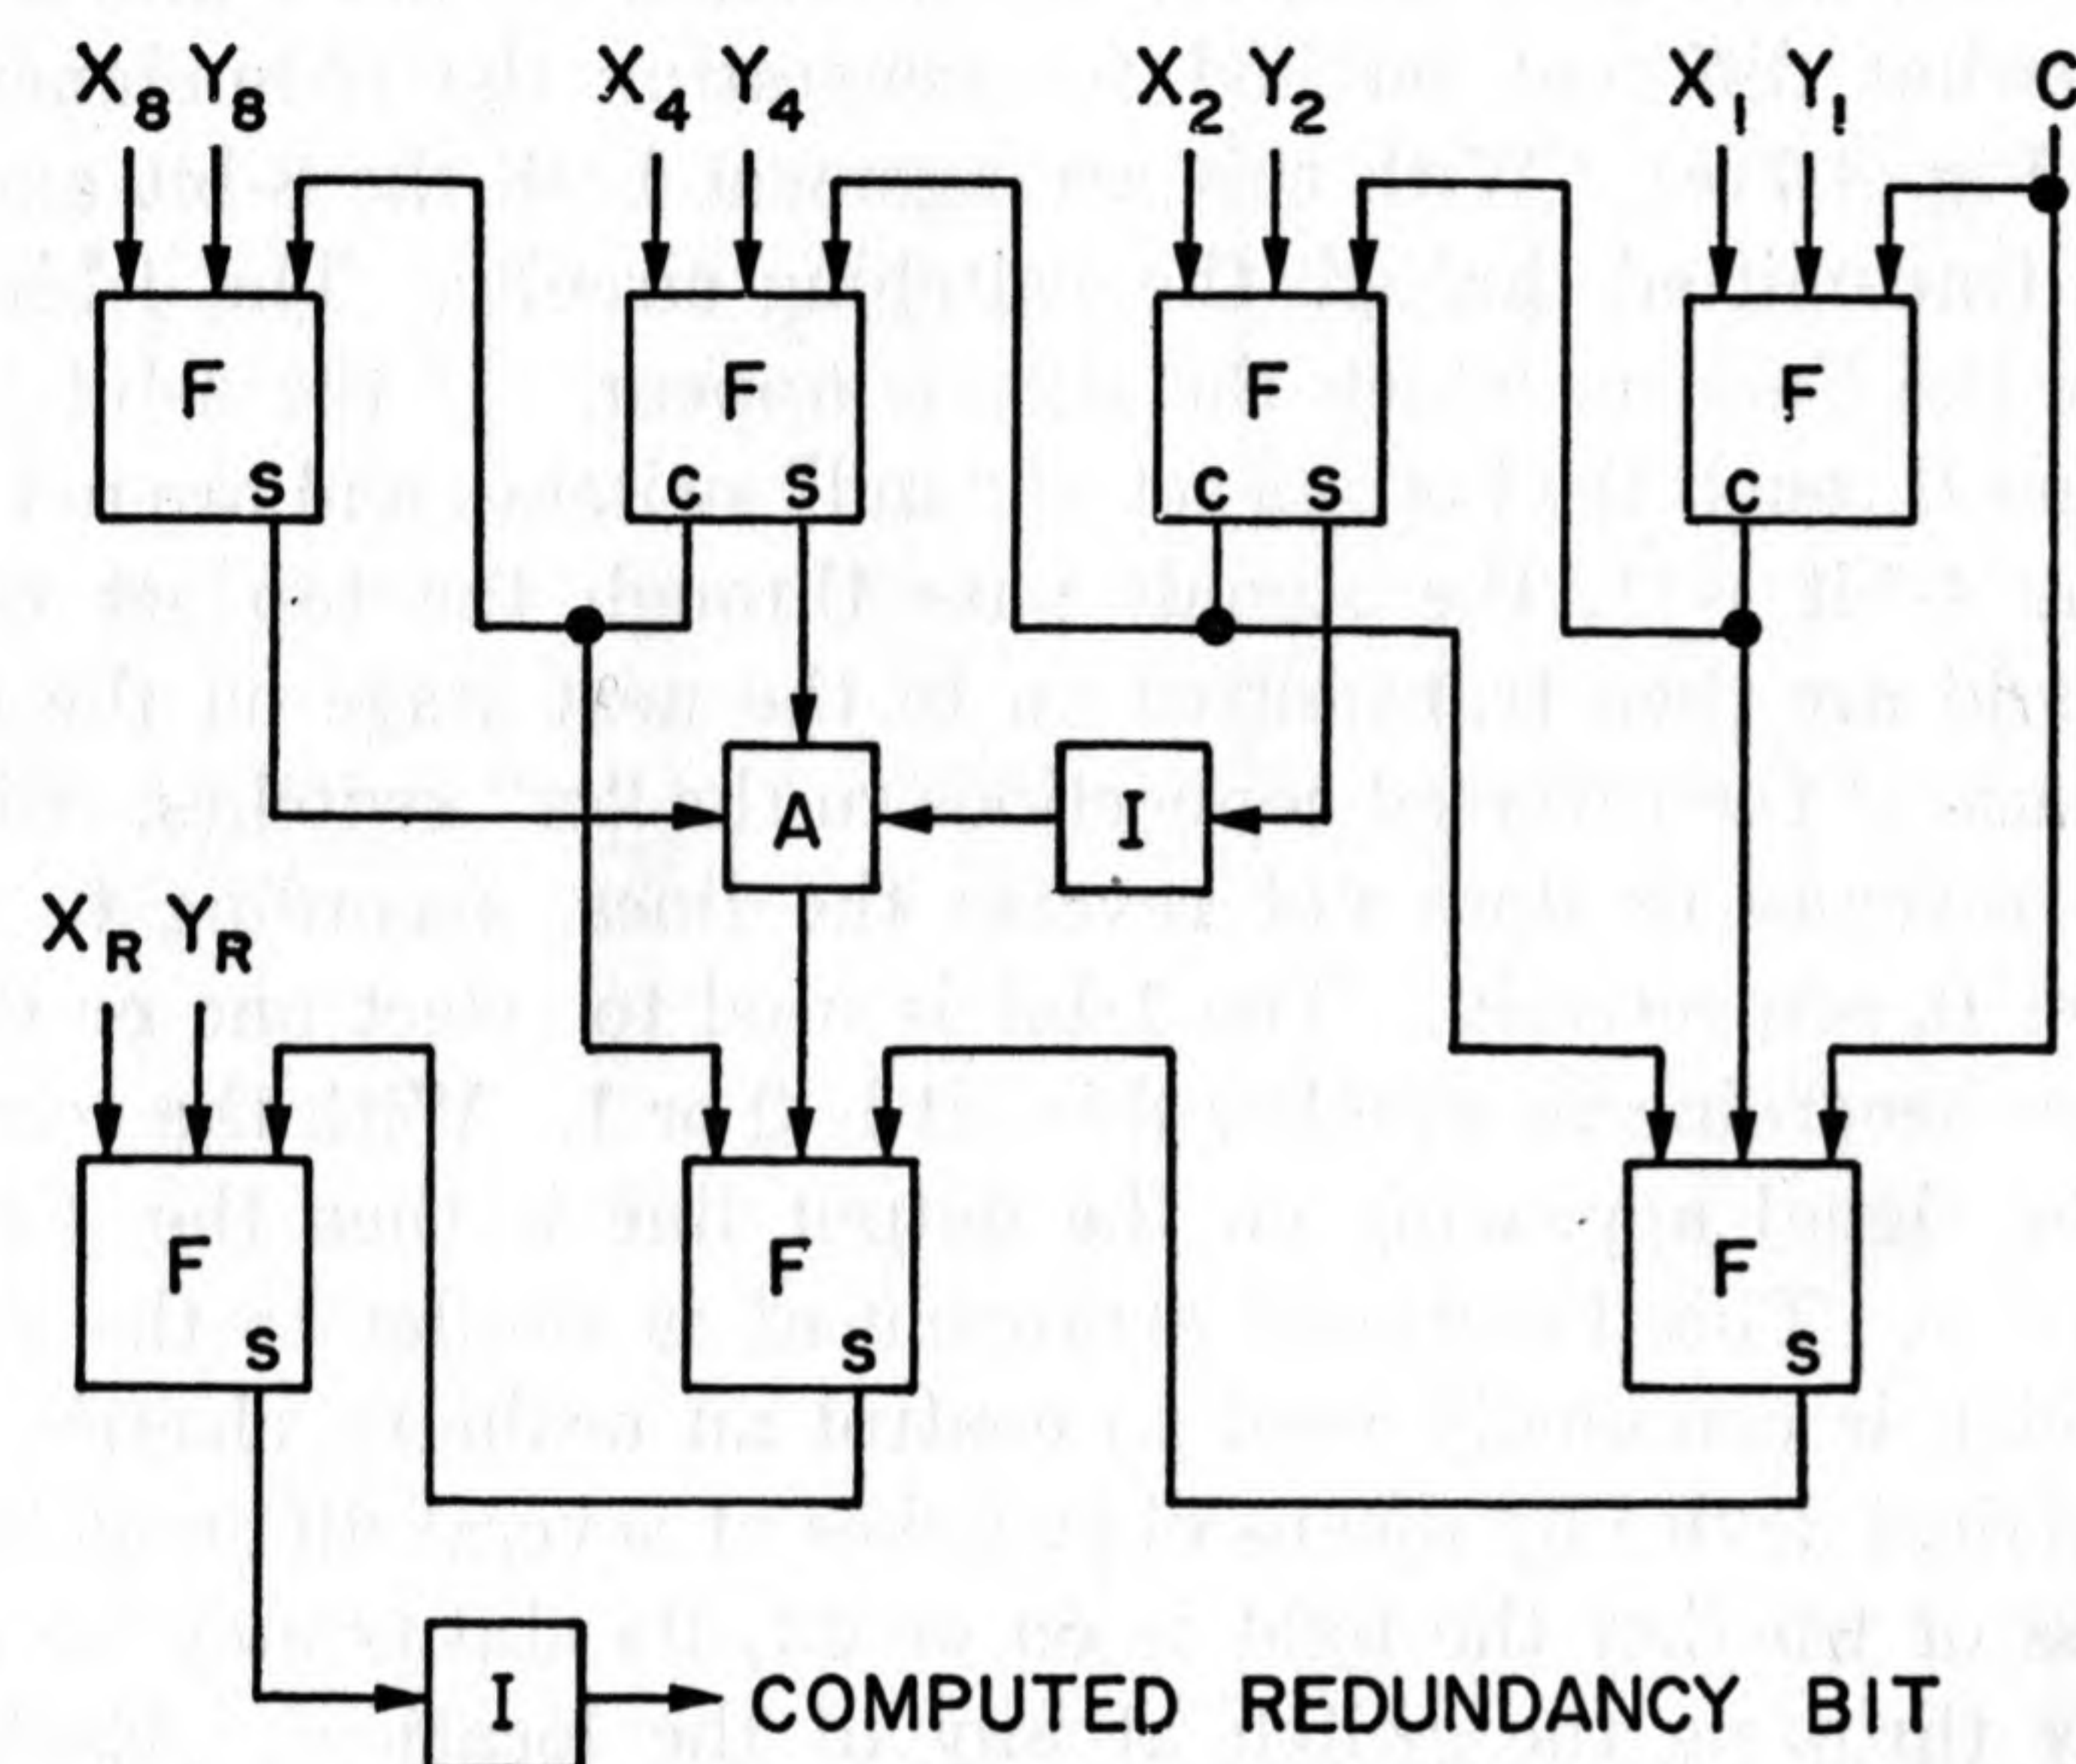 X8 Y8 X4 Y4 X2 Y2 X1 Y1 C
F F F F
S C S C S C
A I
XR YR
F F F
S S S
I COMPUTED REDUNDANCY BIT